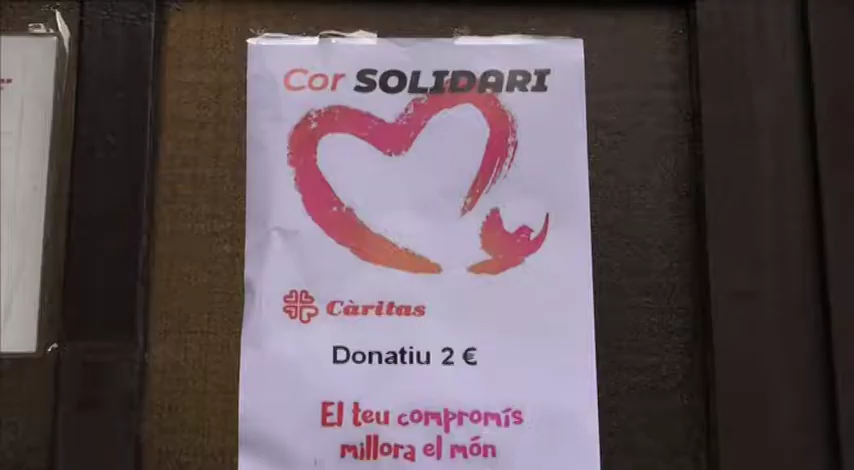 Cor SOLIDARI
Càritas
Donatiu 2 €
El teu compromís
millora el món